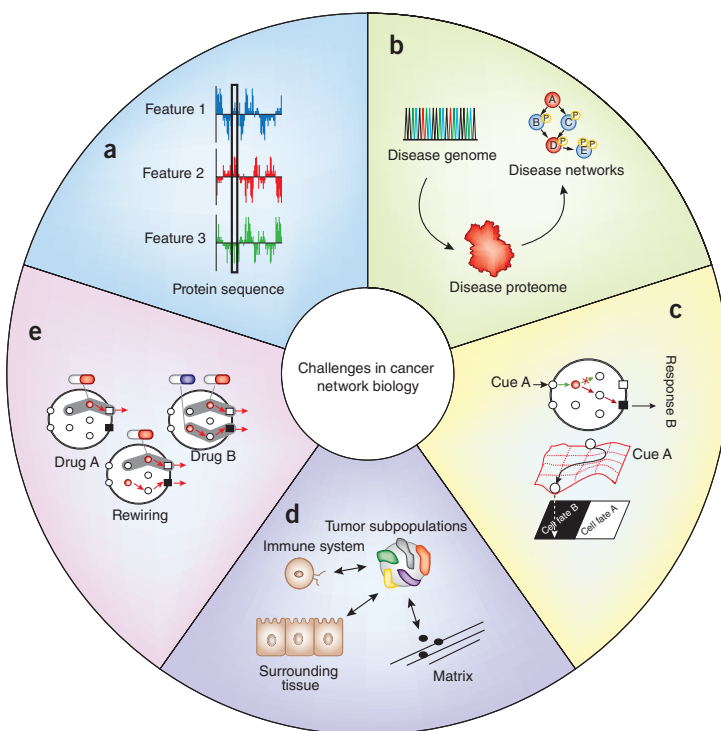 a
Feature 1
Feature 2
Feature 3
Protein sequence
b
Disease genome
A
B
P
C
P
D
P
E
P
P
Disease networks
Disease proteome
c
Cue A
Response B
Cue A
Cell fate B
Cell fate A
d
Tumor subpopulations
Immune system
Surrounding
tissue
Matrix
e
Drug A
Drug B
Rewiring
Challenges in cancer
network biology